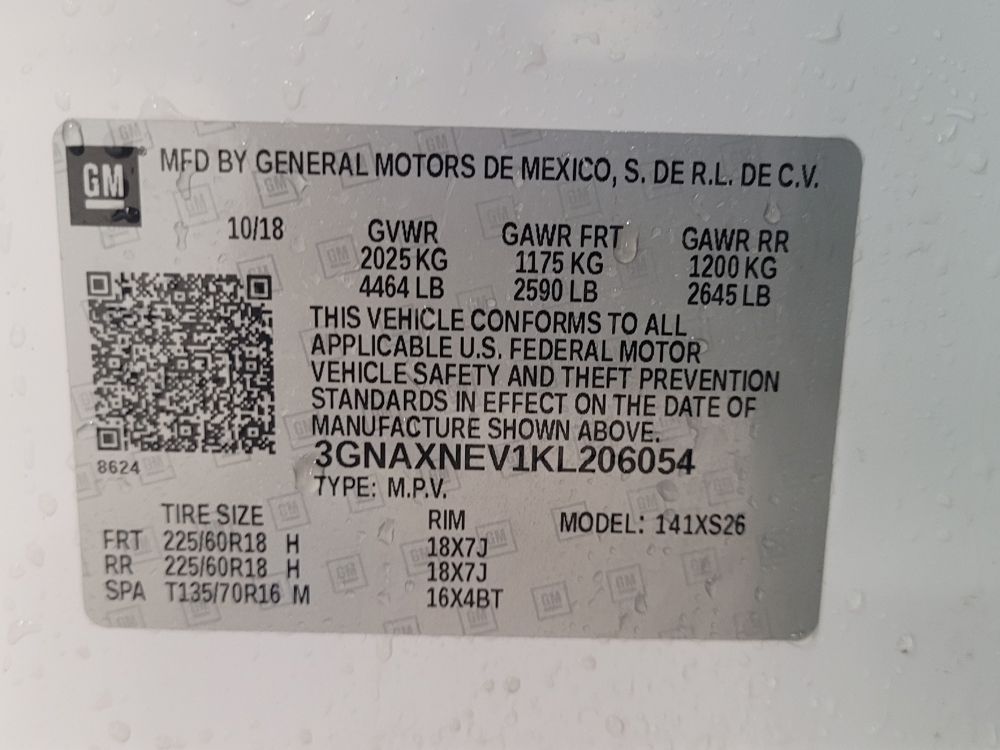 GM
MFD BY GENERAL MOTORS DE MEXICO, S. DE R.L. DE C.V.
10/18 GVWR GAWR FRT GAWR RR
2025 KG 1175 KG 1200 KG
4464 LB 2590 LB 2645 LB
THIS VEHICLE CONFORMS TO ALL
APPLICABLE U.S. FEDERAL MOTOR
VEHICLE SAFETY AND THEFT PREVENTION
STANDARDS IN EFFECT ON THE DATE OF
MANUFACTURE SHOWN ABOVE.
8624
3GNAXNEV1KL206054
TYPE: M.P.V.
TIRE SIZE RIM MODEL: 141XS26
FRT 225/60R18 H 18X7J
RR 225/60R18 H 18X7J
SPA T135/70R16 M 16X4BT